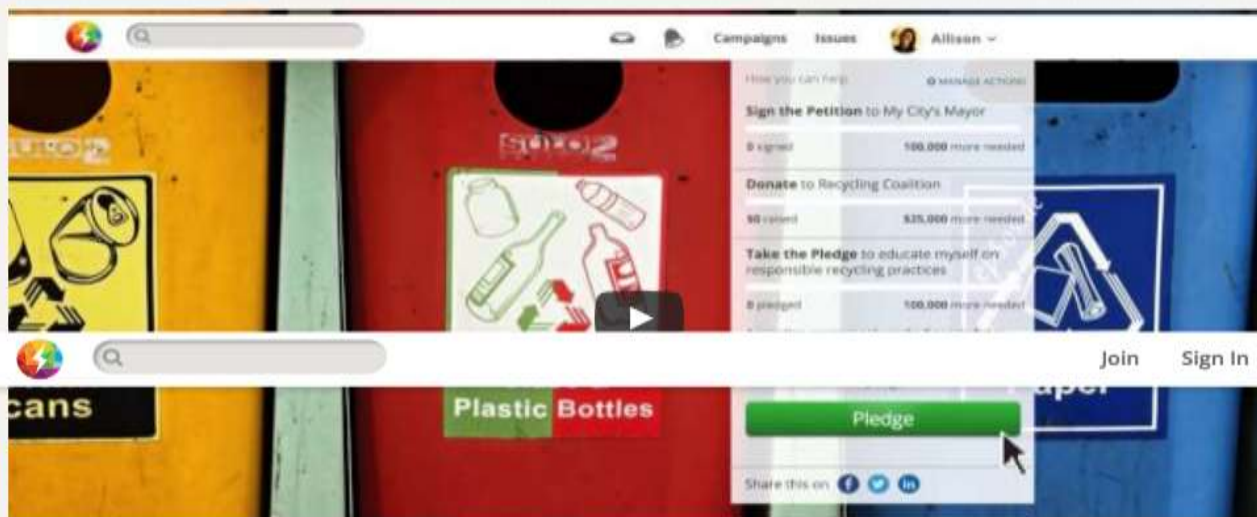 Campaigns Issues Allison
How you can help MANAGE ACTIONS
Sign the Petition to My City's Mayor
0 signed 100,000 more needed
Donate to Recycling Coalition
$0 raised $35,000 more needed
Take the Pledge to educate myself on
responsible recycling practices
0 pledged 100,000 more needed
Join Sign In
cans
Plastic Bottles
Paper
Pledge
Share this on